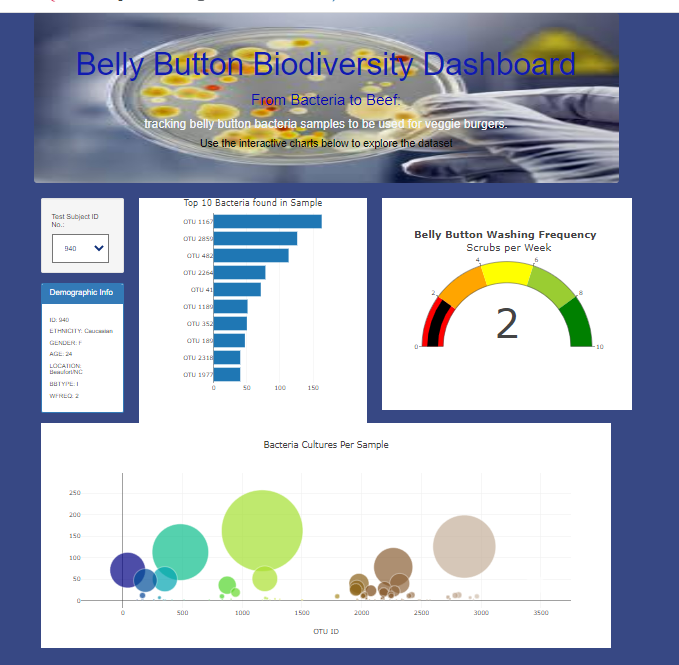 Belly Button Biodiversity Dashboard
From Bacteria to Beef:
tracking belly button bacteria samples to be used for veggie burgers.
Use the interactive charts below to explore the dataset
Test Subject ID
No.:
940
Demographic Info
ID: 940
ETHNICITY: Caucasian
GENDER: F
AGE: 24
LOCATION:
Beaufort/NC
BBTYPE: I
WFREQ: 2
Top 10 Bacteria found in Sample
OTU 1167
OTU 2859
OTU 482
OTU 2264
OTU 41
OTU 1189
OTU 352
OTU 189
OTU 2318
OTU 1977
0 50 100 150
Belly Button Washing Frequency
Scrubs per Week
0 2 4 6 8 10
2
Bacteria Cultures Per Sample
250
200
150
100
50
0
0 500 1000 1500 2000 2500 3000 3500
OTU ID